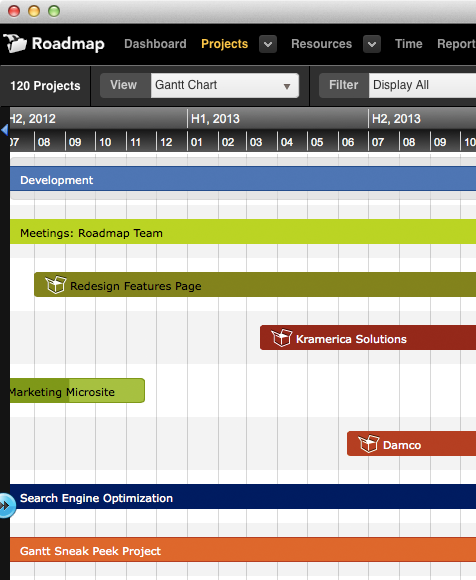 Roadmap
Dashboard Projects Resources Time Report
120 Projects View Gantt Chart Filter Display All
H2, 2012 H1, 2013 H2, 2013
07 08 09 10 11 12 01 02 03 04 05 06 07 08 09 10
Development
Meetings: Roadmap Team
Redesign Features Page
Kramerica Solutions
Marketing Microsite
Damco
Search Engine Optimization
Gantt Sneak Peek Project